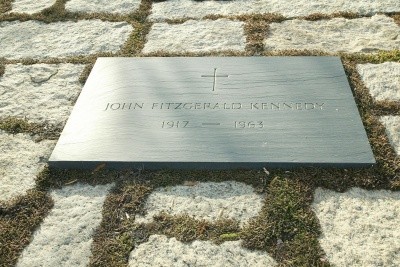 JOHN FITZGERALD KENNEDY
1917 — 1963